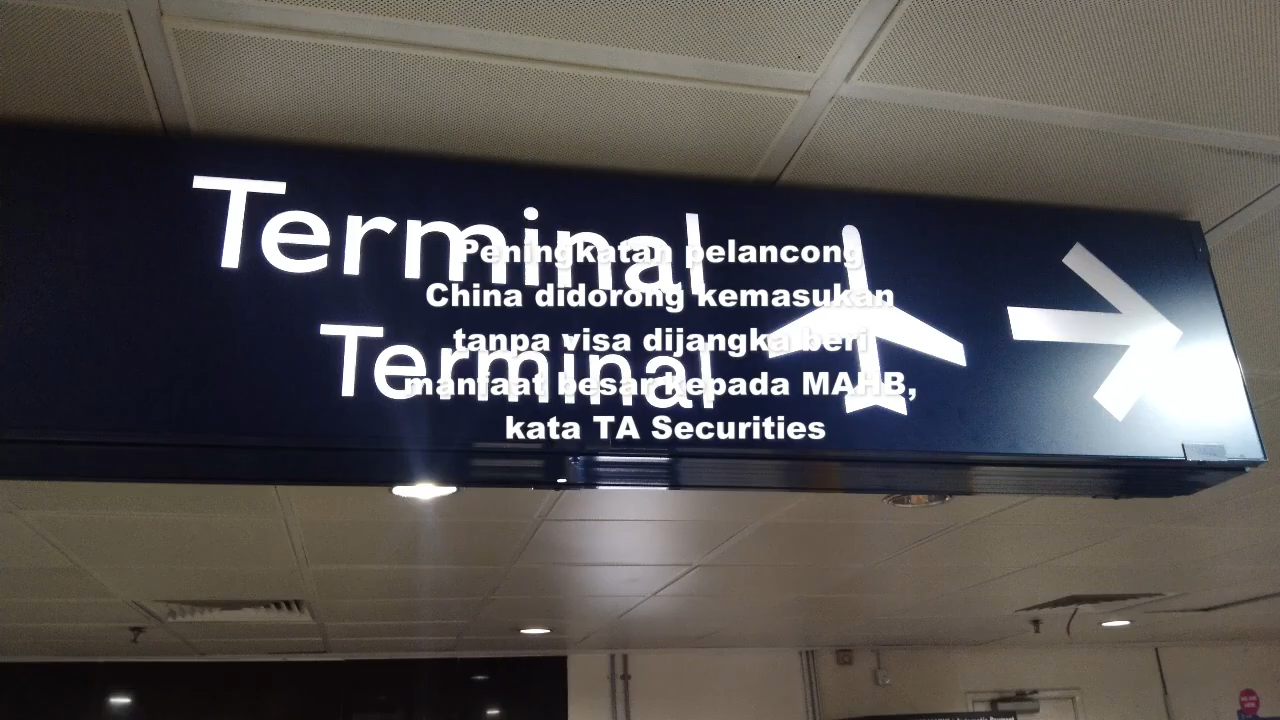 Terminal
Terminal
Peningkatan pelancong
China didorong kemasukan
tanpa visa dijangka beri
manfaat besar kepada MAHB,
kata TA Securities